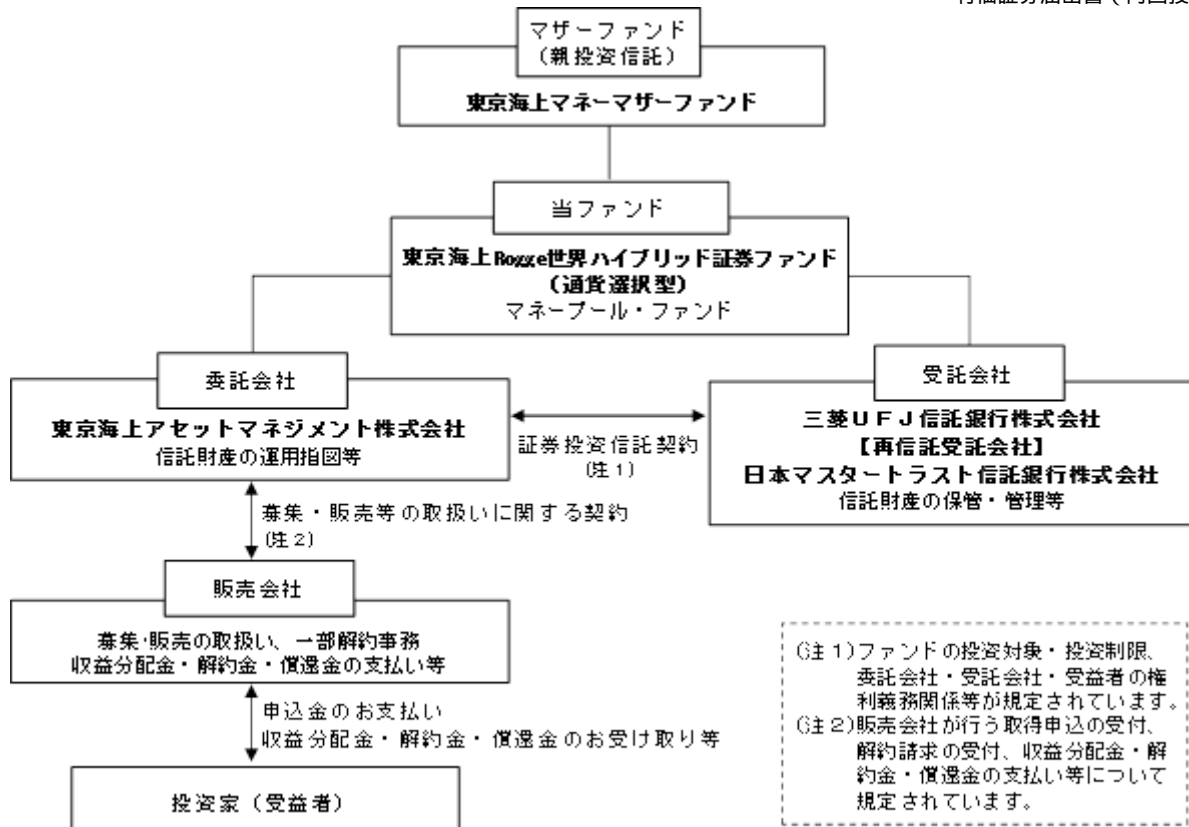 マザーファンド
（親投資信託）
東京海上マネーマザーファンド
当ファンド
東京海上Rogge世界ハイブリッド証券ファンド
（通貨選択型）
マネープール・ファンド
委託会社
東京海上アセットマネジメント株式会社
信託財産の運用指図等
証券投資信託契約
(注１)
受託会社
三菱ＵＦＪ信託銀行株式会社
【再信託受託会社】
日本マスタートラスト信託銀行株式会社
信託財産の保管・管理等
募集・販売等の取扱いに関する契約
(注２)
販売会社
募集・販売の取扱い、一部解約事務
収益分配金・解約金・償還金の支払い等
申込金のお支払い
収益分配金・解約金・償還金のお受け取り等
投資家（受益者）
(注１)ファンドの投資対象・投資制限、
委託会社・受託会社・受益者の権
利義務関係等が規定されています。
(注２)販売会社が行う取得申込の受付、
解約請求の受付、収益分配金・解
約金・償還金の支払い等について
規定されています。